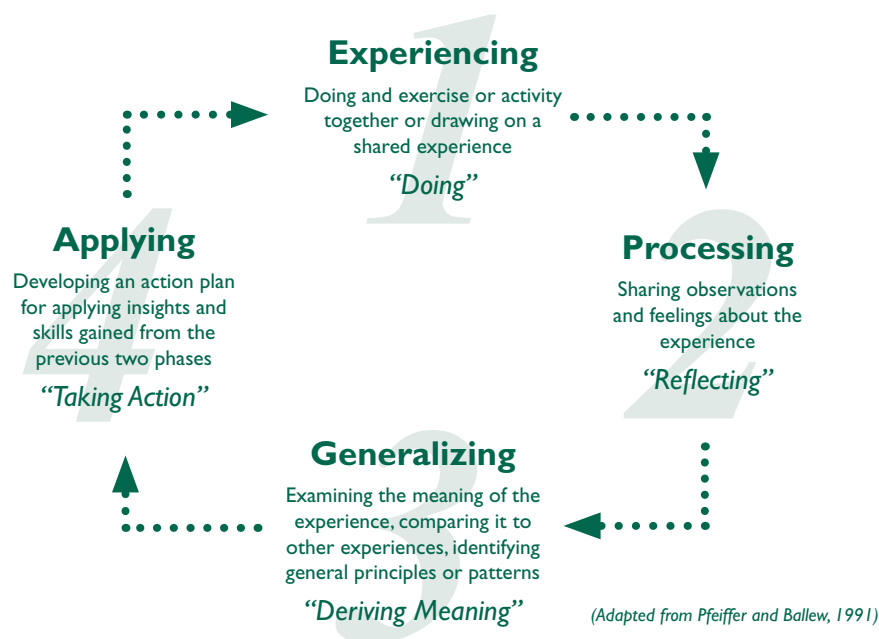 1
Experiencing
Doing and exercise or activity
together or drawing on a
shared experience
“Doing”
2
Processing
Sharing observations
and feelings about the
experience
“Reflecting”
3
Generalizing
Examining the meaning of the
experience, comparing it to
other experiences, identifying
general principles or patterns
“Deriving Meaning”
4
Applying
Developing an action plan
for applying insights and
skills gained from the
previous two phases
“Taking Action”
(Adapted from Pfeiffer and Ballew, 1991)